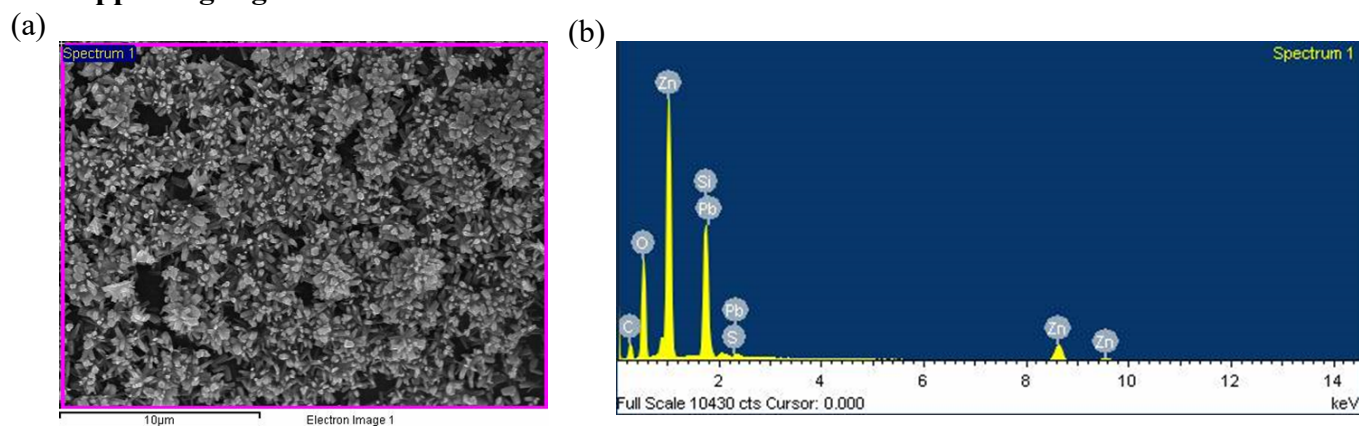 (a)
Spectrum 1
10µm
Electron Image 1
(b)
Spectrum 1
Zn
Si
Pb
O
Pb
C
S
Zn
Zn
2 4 6 8 10 12 14
Full Scale 10430 cts Cursor: 0.000
keV